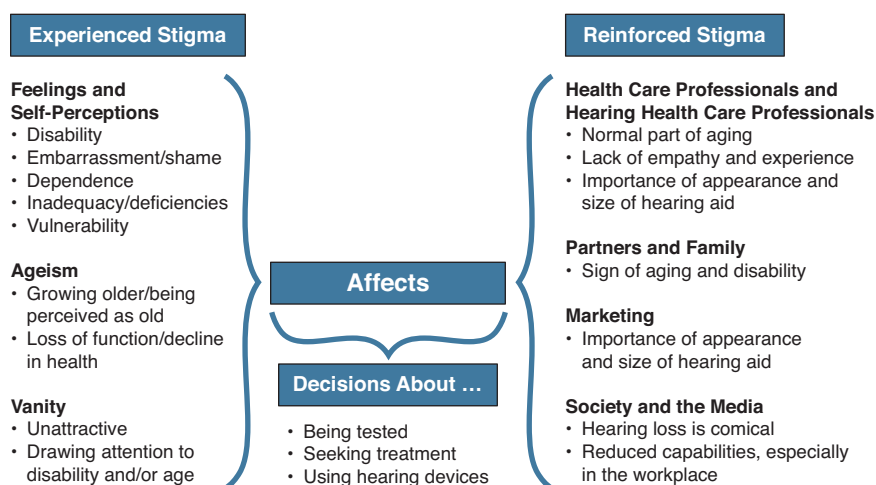 Experienced Stigma
Feelings and
Self-Perceptions
• Disability
• Embarrassment/shame
• Dependence
• Inadequacy/deficiencies
• Vulnerability
Ageism
• Growing older/being
perceived as old
• Loss of function/decline
in health
Vanity
• Unattractive
• Drawing attention to
disability and/or age
Affects
Decisions About ...
• Being tested
• Seeking treatment
• Using hearing devices
Reinforced Stigma
Health Care Professionals and
Hearing Health Care Professionals
• Normal part of aging
• Lack of empathy and experience
• Importance of appearance and
size of hearing aid
Partners and Family
• Sign of aging and disability
Marketing
• Importance of appearance
and size of hearing aid
Society and the Media
• Hearing loss is comical
• Reduced capabilities, especially
in the workplace